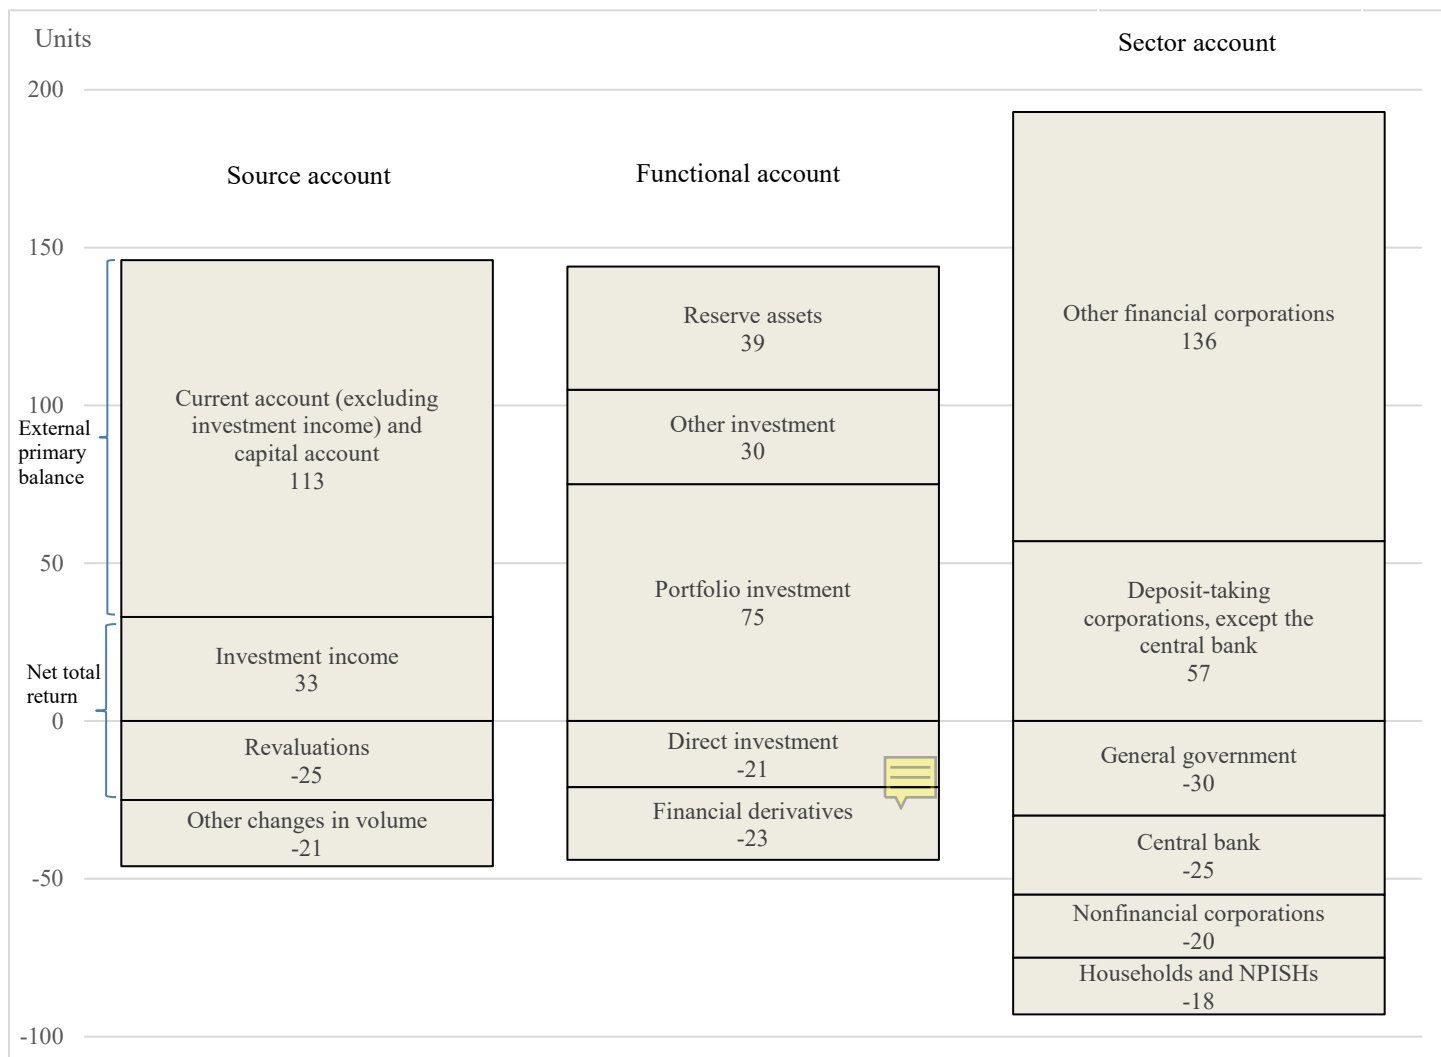 Units
Sector account
200
Source account
Functional account
150
100
50
0
-50
-100
External
primary
balance
Net total
return
Current account (excluding
investment income) and
capital account
113
Investment income
33
Revaluations
-25
Other changes in volume
-21
Reserve assets
39
Other investment
30
Portfolio investment
75
Direct investment
-21
Financial derivatives
-23
Other financial corporations
136
Deposit-taking
corporations, except the
central bank
57
General government
-30
Central bank
-25
Nonfinancial corporations
-20
Households and NPISHs
-18